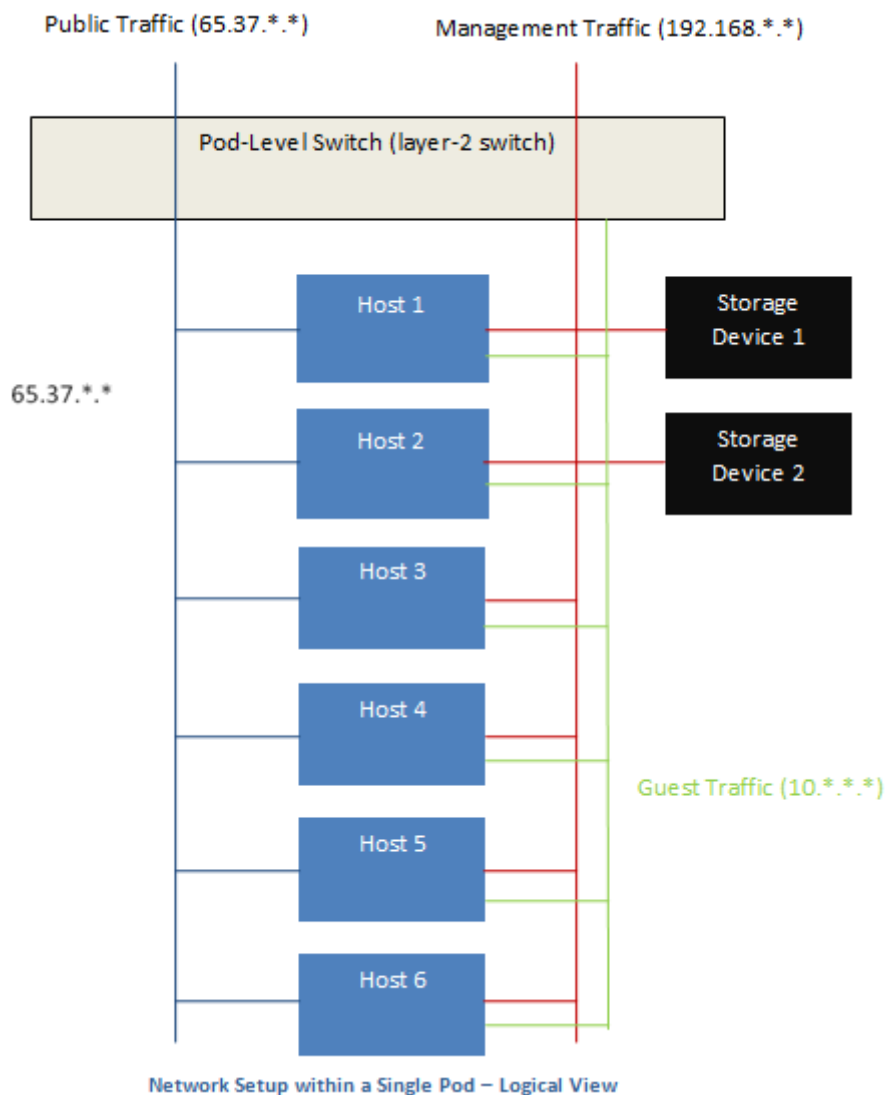 Public Traffic (65.37.*.*)
Management Traffic (192.168.*.*)
Pod-Level Switch (layer-2 switch)
Host 1
Storage
Device 1
65.37.*.*
Host 2
Storage
Device 2
Host 3
Host 4
Guest Traffic (10.*.*.*)
Host 5
Host 6
Network Setup within a Single Pod – Logical View